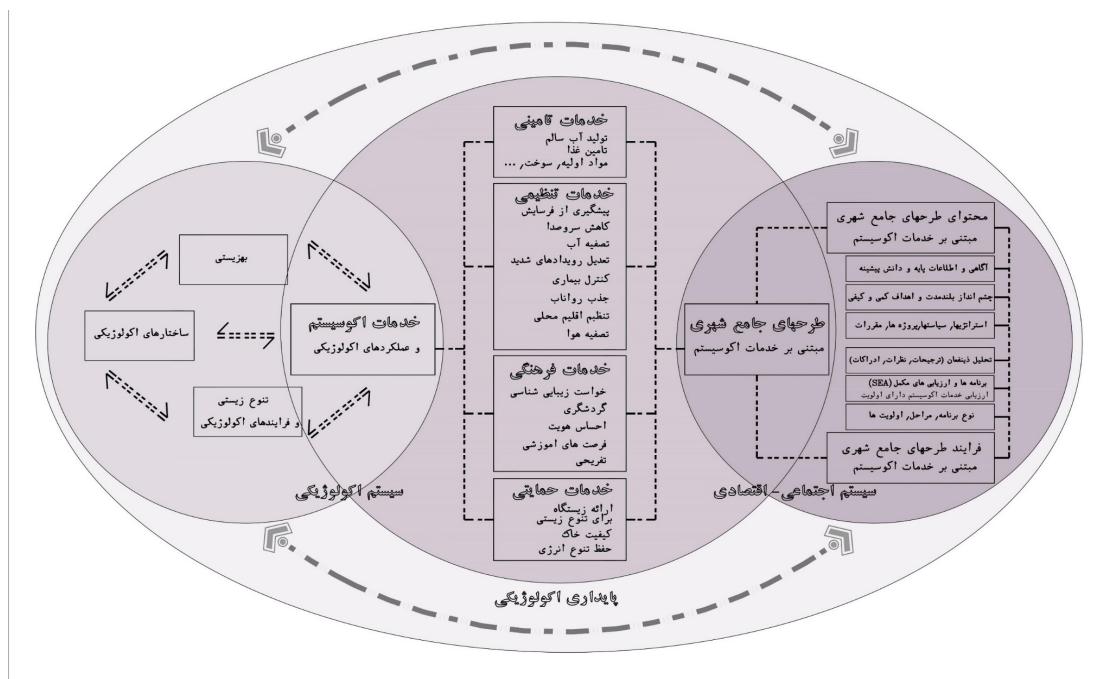 خدمات تامینی
تولید آب سالم
تامین غذا
مواد اولیه, سوخت, ...
خدمات تنظیمی
پیشگیری از فرسایش
کاهش سروصدا
تصفیه آب
تعدیل رویدادهای شدید
کنترل بیماری
جذب رواناب
تنظیم اقلیم محلی
تصفیه هوا
خدمات فرهنگی
خواست زیبایی شناسی
گردشگری
احساس هویت
فرصت های اموزشی
تفریحی
خدمات حمایتی
ارائه زیستگاه
برای تنوع زیستی
کیفیت خاک
حفظ تنوع انرژی
محتوای طرحهای جامع شهری
مبتنی بر خدمات اکوسیستم
آگاهی و اطلاعات پایه و دانش پیشینه
چشم انداز بلندمدت و اهداف کمی و کیفی
استراتژیها, سیاستها,پروژه ها, مقررات
تحلیل ذینفعان (ترجیحات, نظرات, ادراکات)
برنامه ها و ارزیابی های مکمل (SEA)
ارزیابی خدمات اکوسیستم دارای اولویت
نوع برنامه, مراحل, اولویت ها
فرآیند طرحهای جامع شهری
مبتنی بر خدمات اکوسیستم
طرحهای جامع شهری
مبتنی بر خدمات اکوسیستم
سیستم اجتماعی- اقتصادی
بهزیستی
ساختارهای اکولوژیکی
خدمات اکوسیستم
و عملکردهای اکولوژیکی
تنوع زیستی
و فرایندهای اکولوژیکی
سیستم اکولوژیکی
پایداری اکولوژیکی